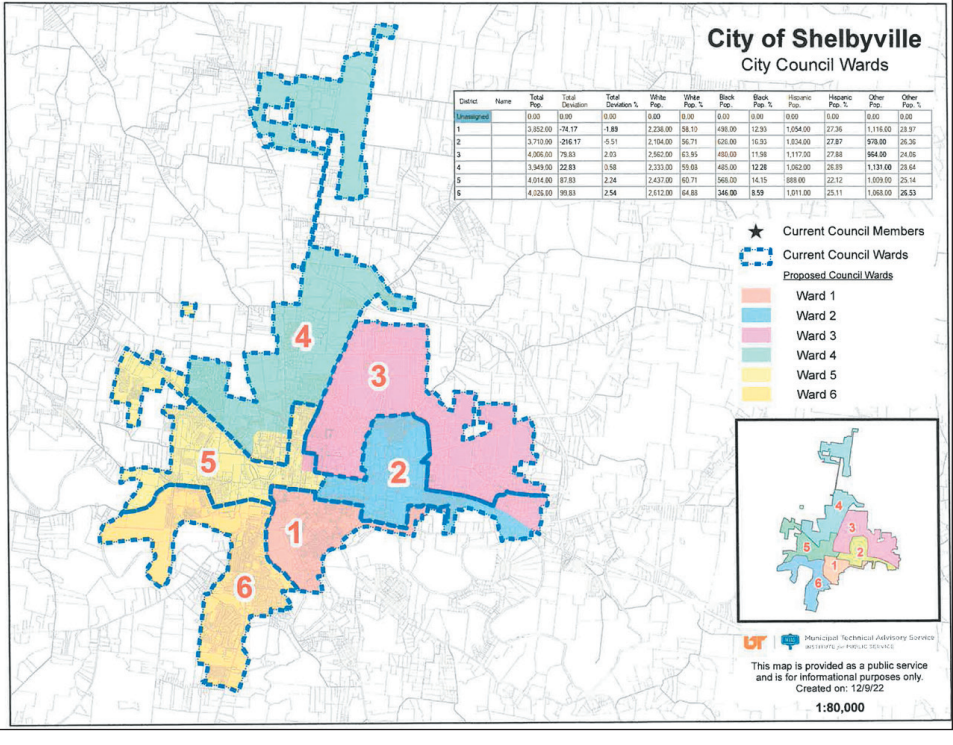 City of Shelbyville
City Council Wards
District Name Total Pop. Total Deviation Total Deviation % White Pop. White Pop. % Black Pop. Black Pop. % Hispanic Pop. Hispanic Pop. % Other Pop. Other Pop. %
Unassigned 0.00 0.00 0.00 0.00 0.00 0.00 0.00 0.00 0.00 0.00 0.00
1 3,852.00 -74.17 -1.89 2,238.00 58.10 498.00 12.93 1,054.00 27.36 1,116.00 28.97
2 3,710.00 -216.17 -5.51 2,104.00 56.71 628.00 16.93 1,034.00 27.87 978.00 26.36
3 4,006.00 79.83 2.03 2,562.00 63.95 480.00 11.98 1,117.00 27.88 964.00 24.06
4 3,949.00 22.83 0.58 2,333.00 59.08 485.00 12.28 1,062.00 26.89 1,131.00 28.64
5 4,014.00 87.83 2.24 2,437.00 60.71 568.00 14.15 888.00 22.12 1,009.00 25.14
6 4,026.00 99.83 2.54 2,612.00 64.88 346.00 8.59 1,011.00 25.11 1,068.00 26.53
Current Council Members
Current Council Wards
Proposed Council Wards
Ward 1
Ward 2
Ward 3
Ward 4
Ward 5
Ward 6
4
3
5
2
1
6
4
3
5
2
1
6
UT Municipal Technical Advisory Service
INSTITUTE for PUBLIC SERVICE
This map is provided as a public service
and is for informational purposes only.
Created on: 12/9/22
1:80,000